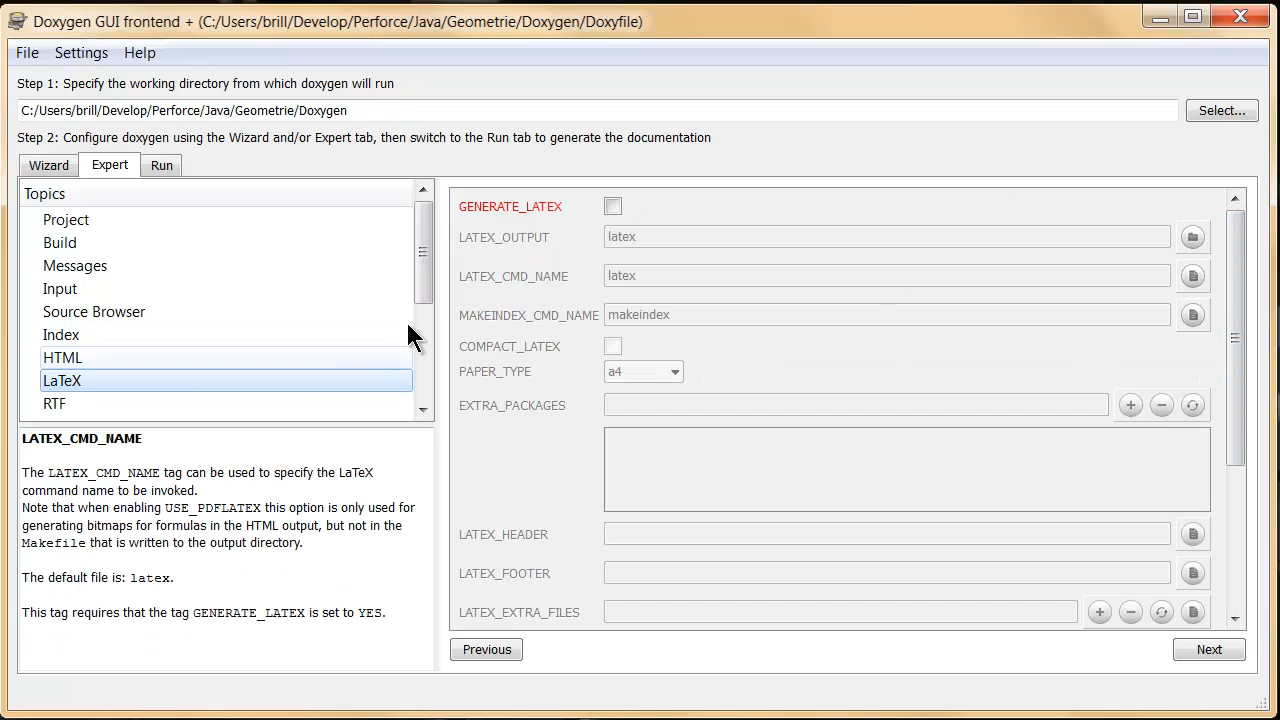 Doxygen GUI frontend + (C:/Users/brill/Develop/Perforce/Java/Geometrie/Doxygen/Doxyfile)
File Settings Help
Step 1: Specify the working directory from which doxygen will run
C:/Users/brill/Develop/Perforce/Java/Geometrie/Doxygen
Select...
Step 2: Configure doxygen using the Wizard and/or Expert tab, then switch to the Run tab to generate the documentation
Wizard Expert Run
Topics
Project
Build
Messages
Input
Source Browser
Index
HTML
LaTeX
RTF
LATEX_CMD_NAME
The LATEX_CMD_NAME tag can be used to specify the LaTeX
command name to be invoked.
Note that when enabling USE_PDFLATEX this option is only used for
generating bitmaps for formulas in the HTML output, but not in the
Makefile that is written to the output directory.
The default file is: latex.
This tag requires that the tag GENERATE_LATEX is set to YES.
GENERATE_LATEX
LATEX_OUTPUT latex
LATEX_CMD_NAME latex
MAKEINDEX_CMD_NAME makeindex
COMPACT_LATEX
PAPER_TYPE a4
EXTRA_PACKAGES
LATEX_HEADER
LATEX_FOOTER
LATEX_EXTRA_FILES
Previous Next